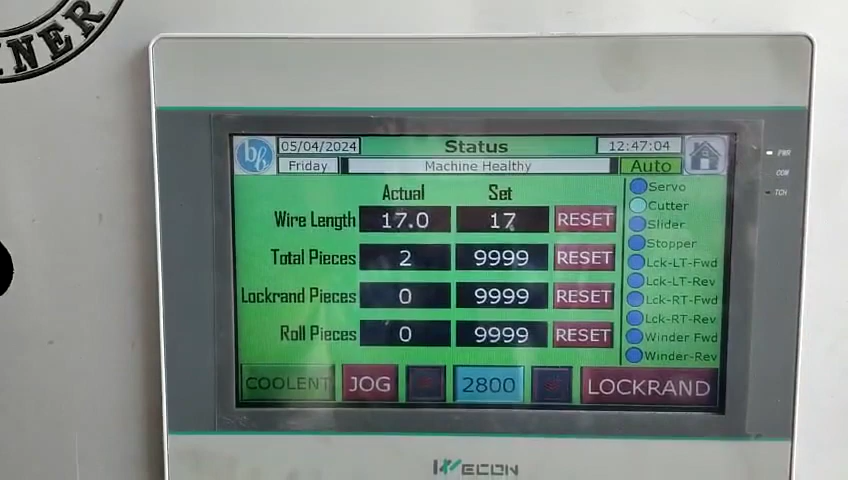 NER
05/04/2024 Status 12:47:04
Friday Machine Healthy Auto
Actual Set
Wire Length 17.0 17 RESET
Total Pieces 2 9999 RESET
Lockrand Pieces 0 9999 RESET
Roll Pieces 0 9999 RESET
Servo
Cutter
Slider
Stopper
Lck-LT-Fwd
Lck-LT-Rev
Lck-RT-Fwd
Lck-RT-Rev
Winder Fwd
Winder-Rev
COOLENT JOG 2800 LOCKRAND
PWR
COM
TCH
WECON